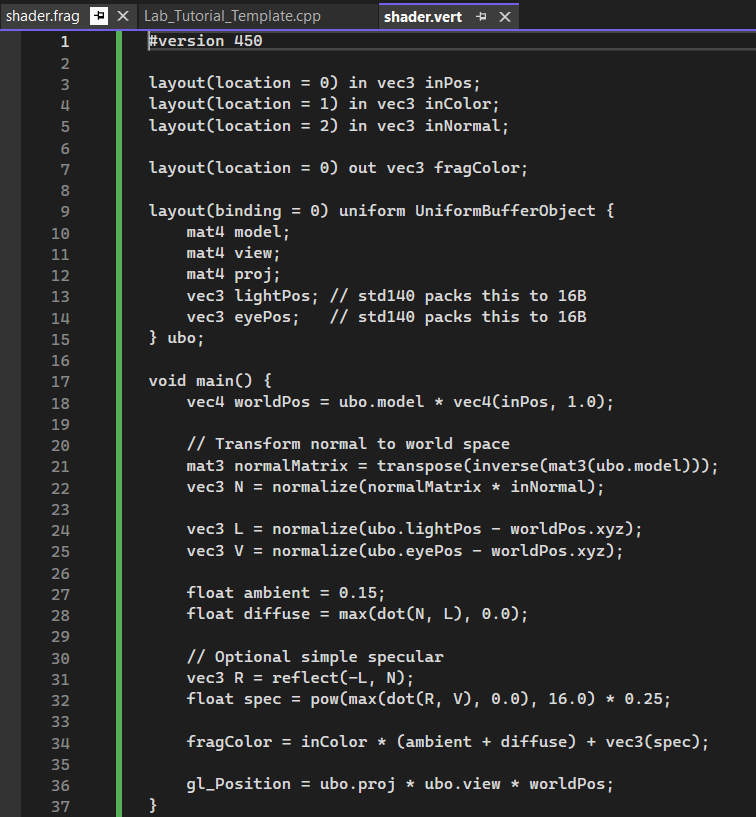 shader.frag Lab_Tutorial_Template.cpp shader.vert
1 #version 450
2
3 layout(location = 0) in vec3 inPos;
4 layout(location = 1) in vec3 inColor;
5 layout(location = 2) in vec3 inNormal;
6
7 layout(location = 0) out vec3 fragColor;
8
9 layout(binding = 0) uniform UniformBufferObject {
10     mat4 model;
11     mat4 view;
12     mat4 proj;
13     vec3 lightPos; // std140 packs this to 16B
14     vec3 eyePos;   // std140 packs this to 16B
15 } ubo;
16
17 void main() {
18     vec4 worldPos = ubo.model * vec4(inPos, 1.0);
19
20     // Transform normal to world space
21     mat3 normalMatrix = transpose(inverse(mat3(ubo.model)));
22     vec3 N = normalize(normalMatrix * inNormal);
23
24     vec3 L = normalize(ubo.lightPos - worldPos.xyz);
25     vec3 V = normalize(ubo.eyePos - worldPos.xyz);
26
27     float ambient = 0.15;
28     float diffuse = max(dot(N, L), 0.0);
29
30     // Optional simple specular
31     vec3 R = reflect(-L, N);
32     float spec = pow(max(dot(R, V), 0.0), 16.0) * 0.25;
33
34     fragColor = inColor * (ambient + diffuse) + vec3(spec);
35
36     gl_Position = ubo.proj * ubo.view * worldPos;
37 }